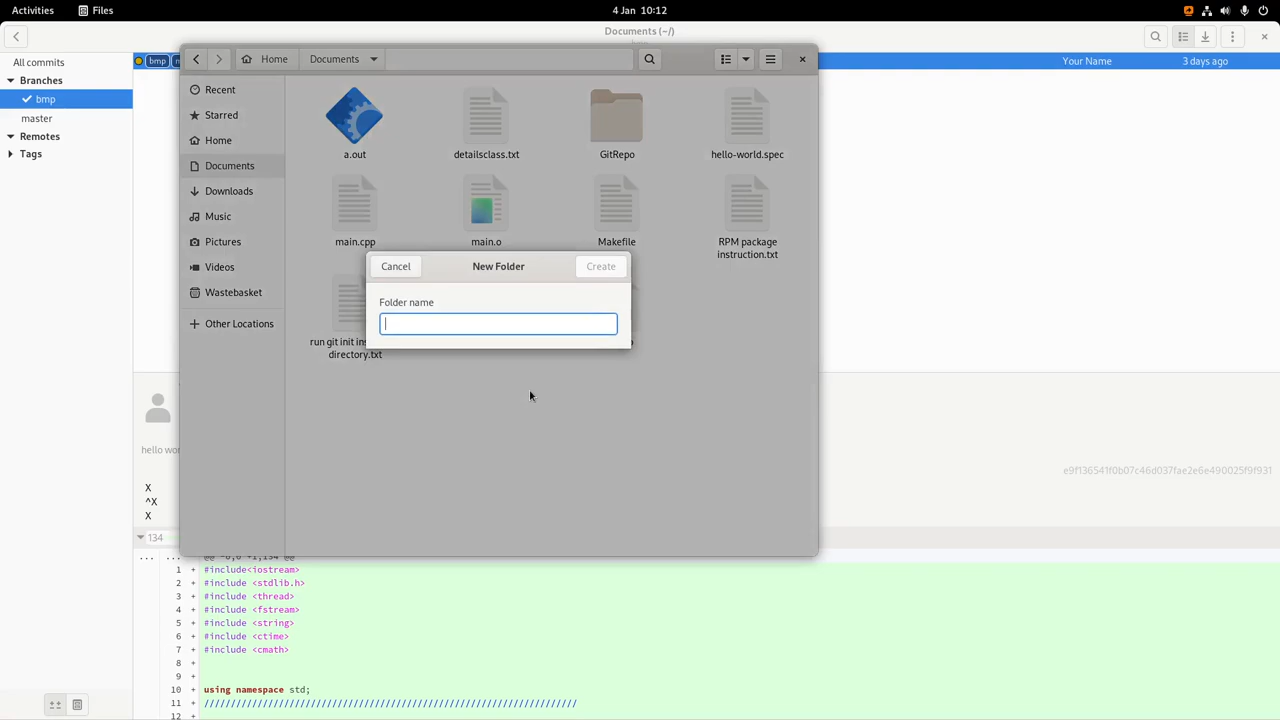 Activities
Files
4 Jan 10:12
Documents (~/)
All commits
Branches
bmp
master
Remotes
Tags
bmp
Your Name
3 days ago
Home
Documents
Recent
Starred
Home
Documents
Downloads
Music
Pictures
Videos
Wastebasket
Other Locations
a.out
detailsclass.txt
GitRepo
hello-world.spec
main.cpp
main.o
Makefile
RPM package
instruction.txt
run git init
directory.txt
Cancel
New Folder
Create
Folder name
hello
e9f136541f0b07c46d037fae2e6e490025f9f931
X
^X
X
134
1 + #include<iostream>
2 + #include <stdlib.h>
3 + #include <thread>
4 + #include <fstream>
5 + #include <string>
6 + #include <ctime>
7 + #include <cmath>
8 +
9 +
10 + using namespace std;
11 + //////////////////////////////////////////////////////////////////////
12 +